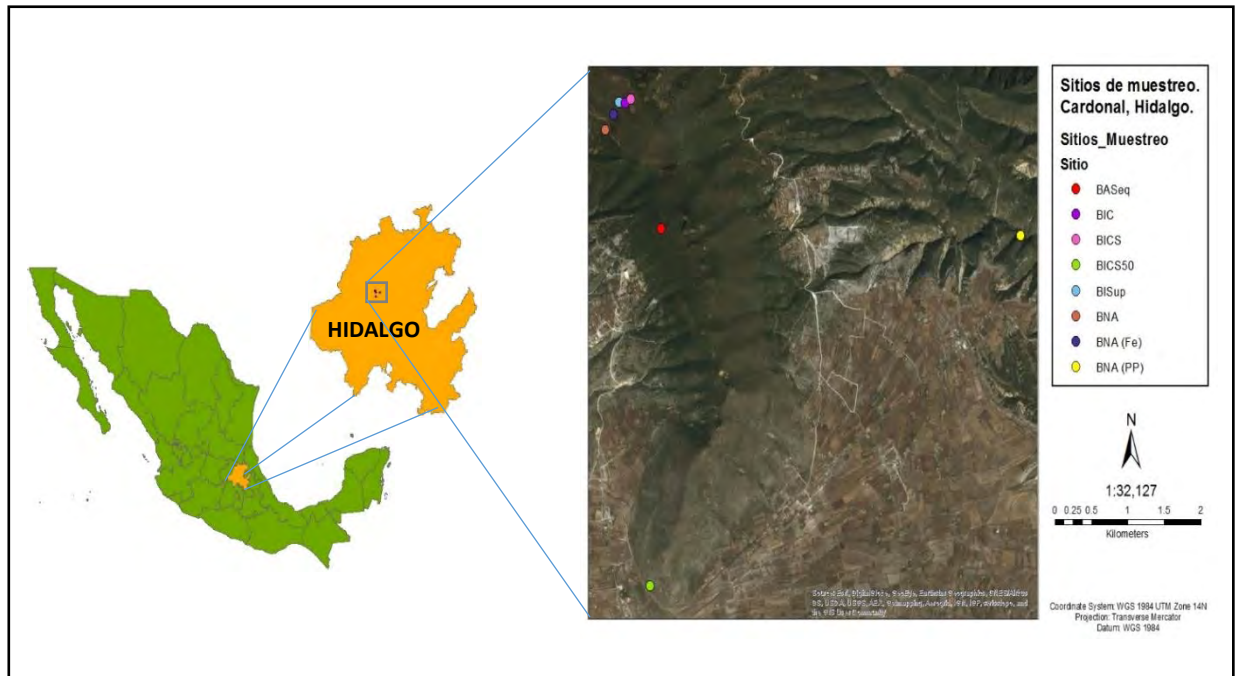 HIDALGO
Sitios de muestreo.
Cardonal, Hidalgo.
Sitios_Muestreo
Sitio
BASeq
BIC
BICS
BICS50
BISup
BNA
BNA (Fe)
BNA (PP)
N
1:32,127
0 0.25 0.5 1 1.5 2
Kilometers
Coordinate System: WGS 1984 UTM Zone 14N
Projection: Transverse Mercator
Datum: WGS 1984